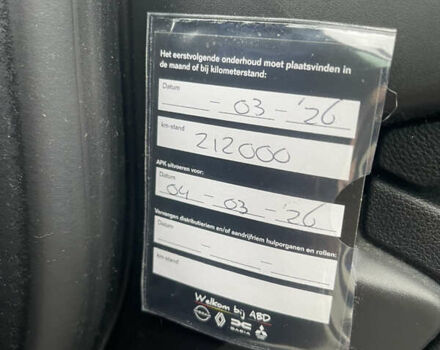 Het eerstvolgende onderhoud moet plaatsvinden in
de maand of bij kilometerstand:
Datum
- 03 - '26
km-stand
212000
APK uitvoeren voor:
Datum
04 - 03 - '26
Vervangen distributieriem en/of aandrijfriem hulporganen en rollen:
Datum
- -
km-stand
Welkom bij ABD
NISSAN
DACIA